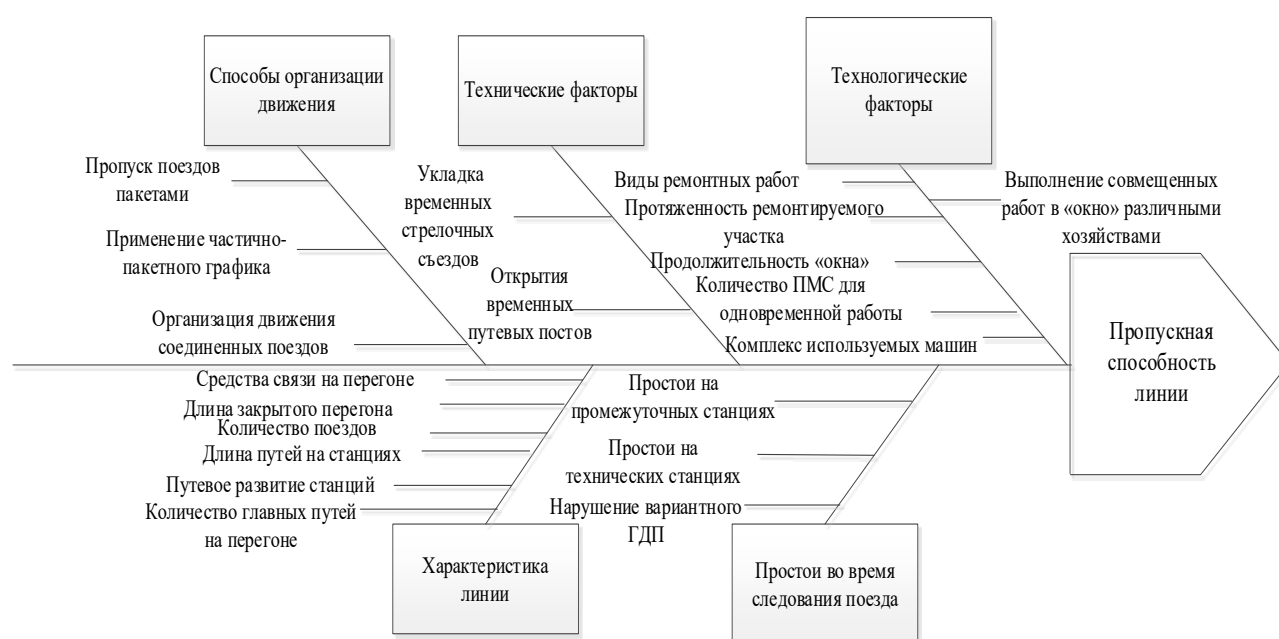 Способы организации
движения
Технические факторы
Технологические
факторы
Пропуск поездов
пакетами
Применение частично-
пакетного графика
Организация движения
соединенных поездов
Укладка
временных
стрелочных
съездов
Открытия
временных
путевых постов
Виды ремонтных работ
Протяженность ремонтируемого
участка
Продолжительность «окна»
Количество ПМС для
одновременной работы
Комплекс используемых машин
Выполнение совмещенных
работ в «окно» различными
хозяйствами
Пропускная
способность
линии
Средства связи на перегоне
Длина закрытого перегона
Количество поездов
Длина путей на станциях
Путевое развитие станций
Количество главных путей
на перегоне
Простои на
промежуточных станциях
Простои на
технических станциях
Нарушение вариантного
ГДП
Характеристика
линии
Простои во время
следования поезда